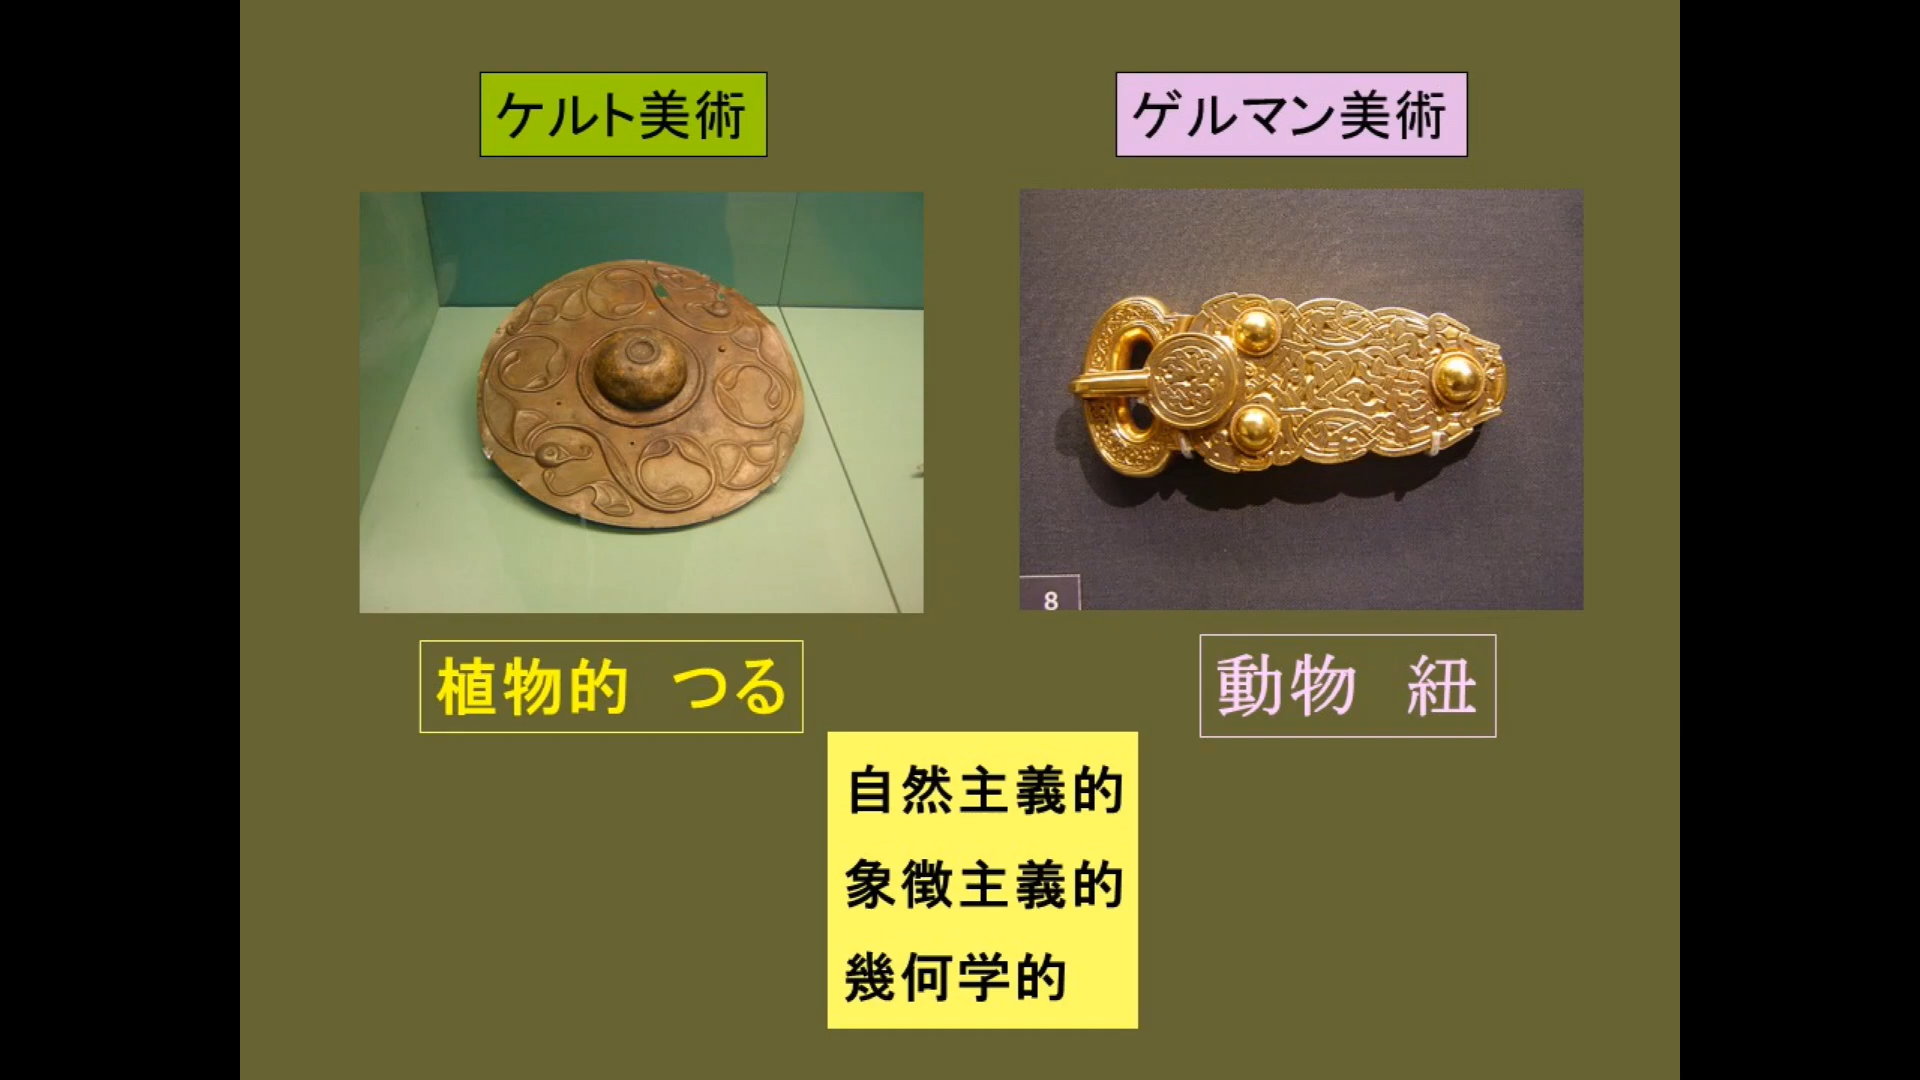 ケルト美術
ゲルマン美術
8
植物的　つる
動物　紐
自然主義的
象徴主義的
幾何学的